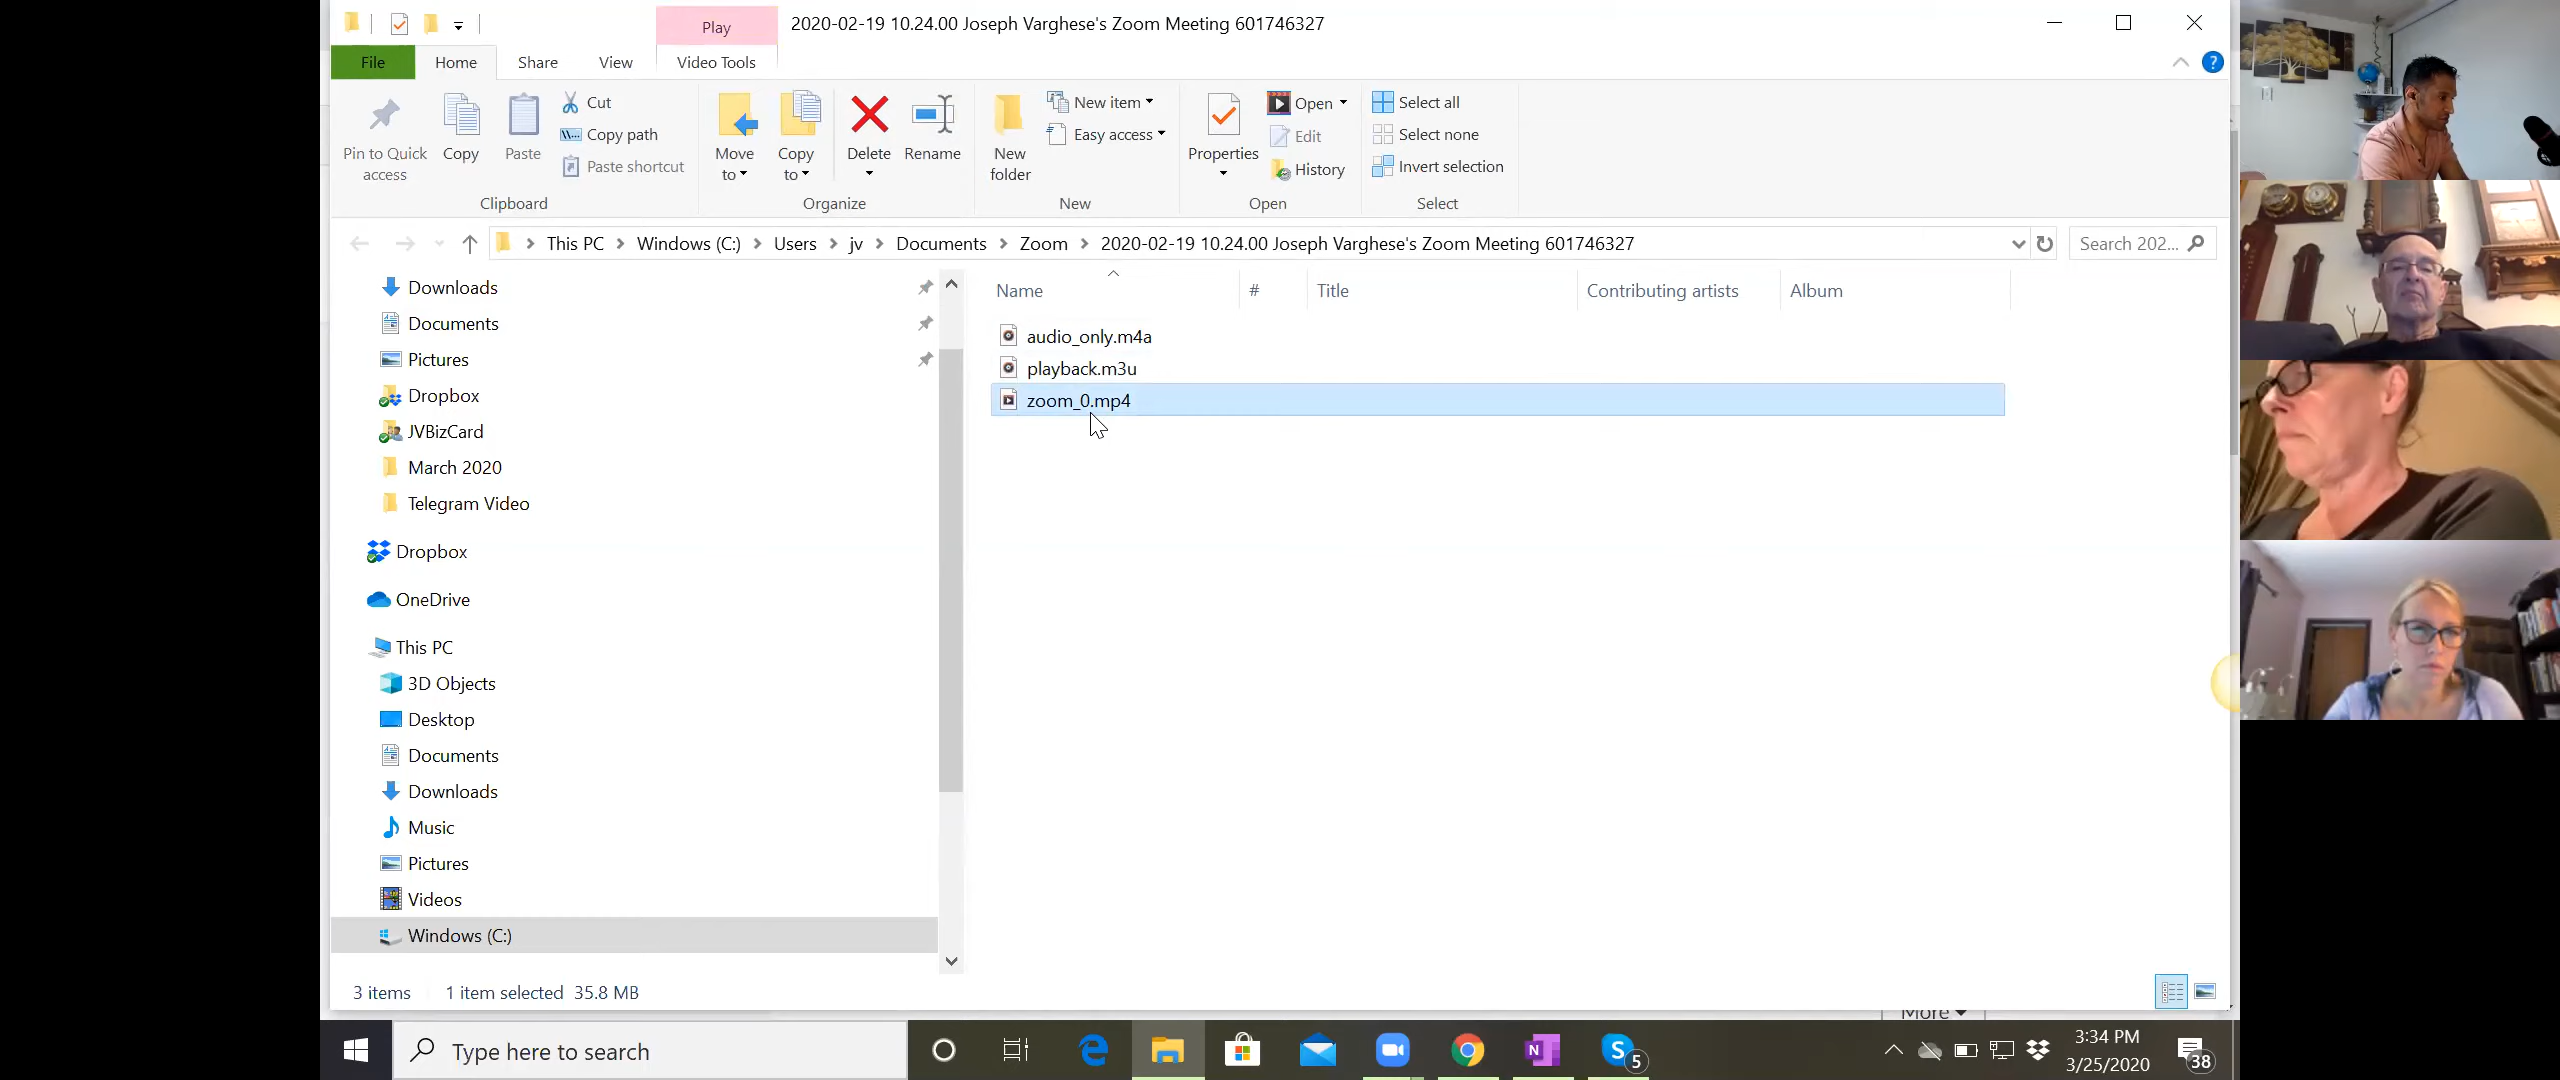 Play
2020-02-19 10.24.00 Joseph Varghese's Zoom Meeting 601746327
File
Home
Share
View
Video Tools
Pin to Quick
access
Copy
Paste
Cut
Copy path
Paste shortcut
Clipboard
Move
to
Copy
to
Delete
Rename
Organize
New
folder
New item
Easy access
New
Properties
Open
Edit
History
Open
Select all
Select none
Invert selection
Select
This PC
Windows (C:)
Users
jv
Documents
Zoom
2020-02-19 10.24.00 Joseph Varghese's Zoom Meeting 601746327
Search 202...
Downloads
Documents
Pictures
Dropbox
JVBizCard
March 2020
Telegram Video
Dropbox
OneDrive
This PC
3D Objects
Desktop
Documents
Downloads
Music
Pictures
Videos
Windows (C:)
Name
#
Title
Contributing artists
Album
audio_only.m4a
playback.m3u
zoom_0.mp4
3 items
1 item selected 35.8 MB
More
Type here to search
5
3:34 PM
3/25/2020
38